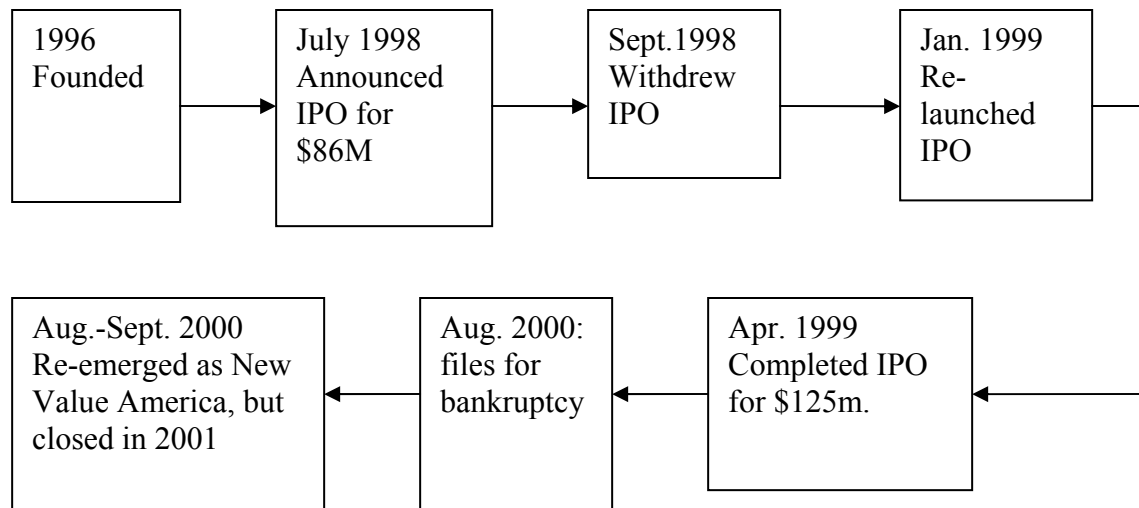 1996
Founded
July 1998
Announced
IPO for
$86M
Sept.1998
Withdrew
IPO
Jan. 1999
Re-
launched
IPO
Apr. 1999
Completed IPO
for $125m.
Aug. 2000:
files for
bankruptcy
Aug.-Sept. 2000
Re-emerged as New
Value America, but
closed in 2001